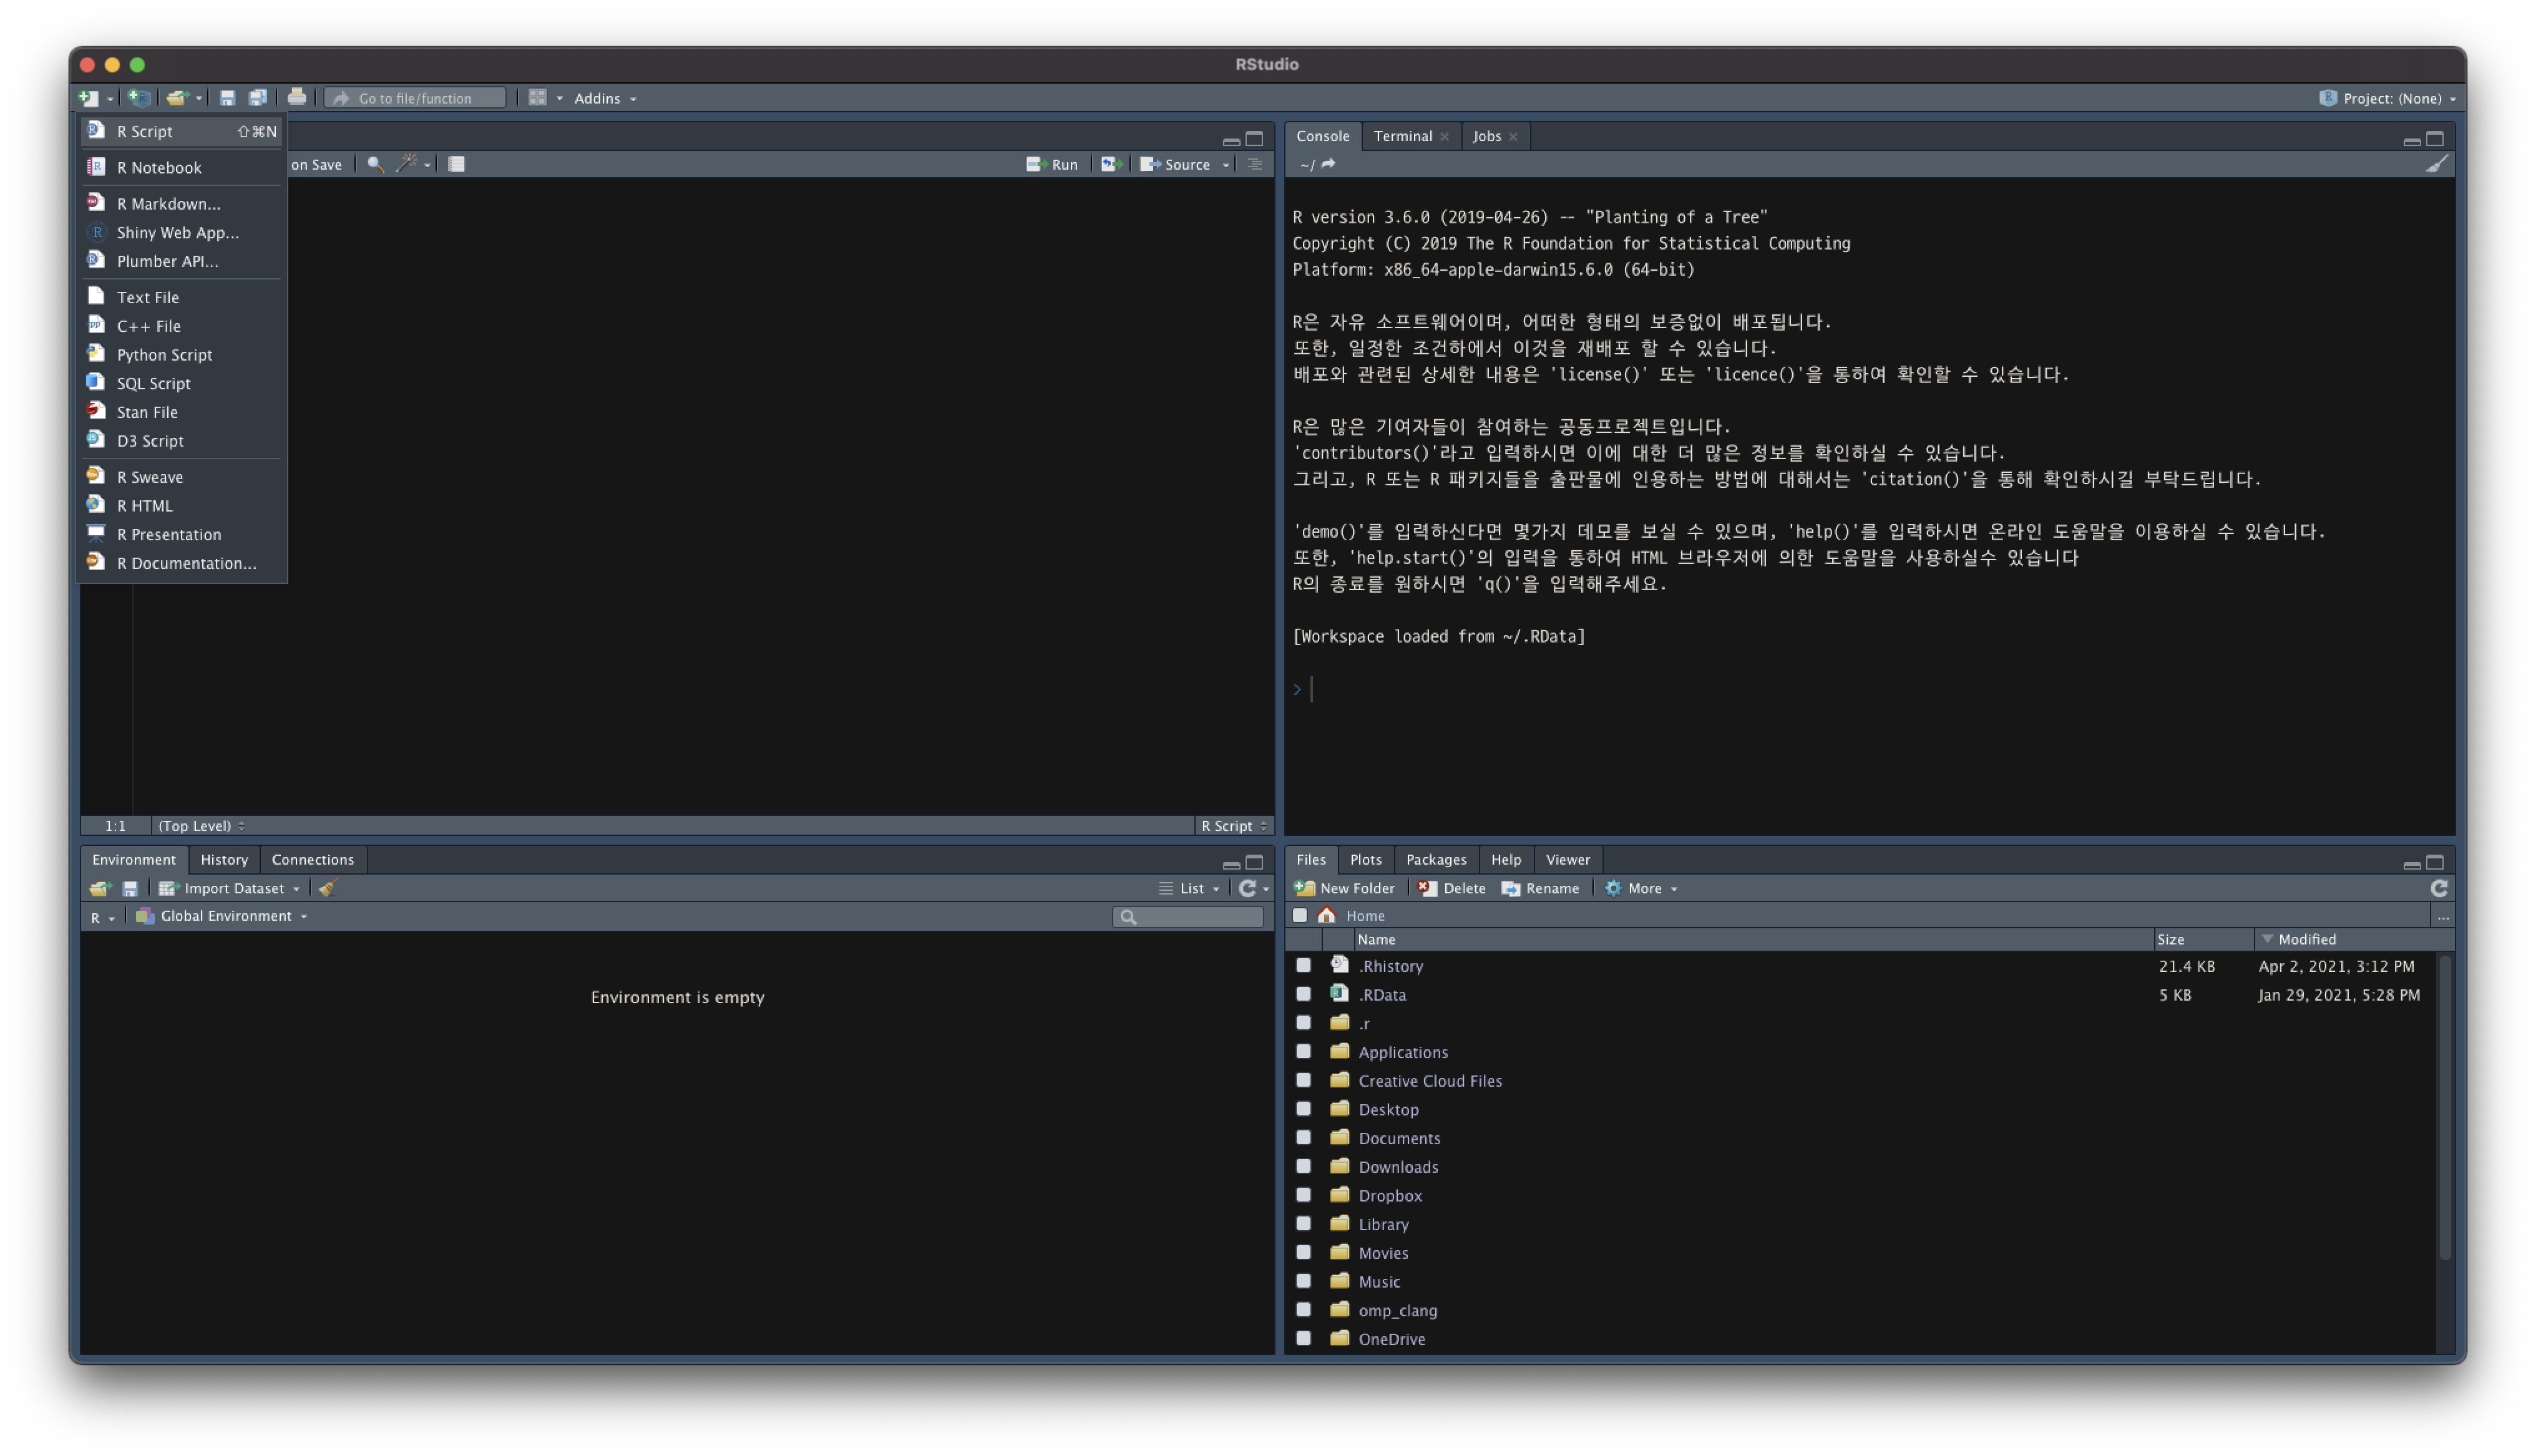 RStudio
Go to file/function
Addins
Project: (None)
R Script ⇧⌘N
R Notebook
R Markdown...
Shiny Web App...
Plumber API...
Text File
C++ File
Python Script
SQL Script
Stan File
D3 Script
R Sweave
R HTML
R Presentation
R Documentation...
on Save
Run
Source
1:1 (Top Level) R Script
Console Terminal Jobs
~/
R version 3.6.0 (2019-04-26) -- "Planting of a Tree"
Copyright (C) 2019 The R Foundation for Statistical Computing
Platform: x86_64-apple-darwin15.6.0 (64-bit)
R은 자유 소프트웨어이며, 어떠한 형태의 보증없이 배포됩니다.
또한, 일정한 조건하에서 이것을 재배포 할 수 있습니다.
배포와 관련된 상세한 내용은 'license()' 또는 'licence()'을 통하여 확인할 수 있습니다.
R은 많은 기여자들이 참여하는 공동프로젝트입니다.
'contributors()'라고 입력하시면 이에 대한 더 많은 정보를 확인하실 수 있습니다.
그리고, R 또는 R 패키지들을 출판물에 인용하는 방법에 대해서는 'citation()'을 통해 확인하시길 부탁드립니다.
'demo()'를 입력하신다면 몇가지 데모를 보실 수 있으며, 'help()'를 입력하시면 온라인 도움말을 이용하실 수 있습니다.
또한, 'help.start()'의 입력을 통하여 HTML 브라우저에 의한 도움말을 사용하실수 있습니다
R의 종료를 원하시면 'q()'을 입력해주세요.
[Workspace loaded from ~/.RData]
>
Environment History Connections
Import Dataset List
R Global Environment
Environment is empty
Files Plots Packages Help Viewer
New Folder Delete Rename More
Home ...
Name Size Modified
.Rhistory 21.4 KB Apr 2, 2021, 3:12 PM
.RData 5 KB Jan 29, 2021, 5:28 PM
.r
Applications
Creative Cloud Files
Desktop
Documents
Downloads
Dropbox
Library
Movies
Music
omp_clang
OneDrive